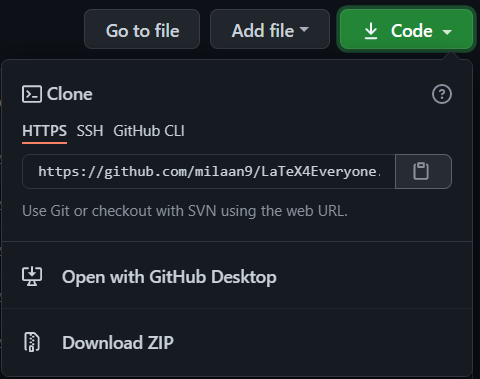 Go to file Add file Code
Clone
HTTPS SSH GitHub CLI
https://github.com/milaan9/LaTeX4Everyone.
Use Git or checkout with SVN using the web URL.
Open with GitHub Desktop
Download ZIP